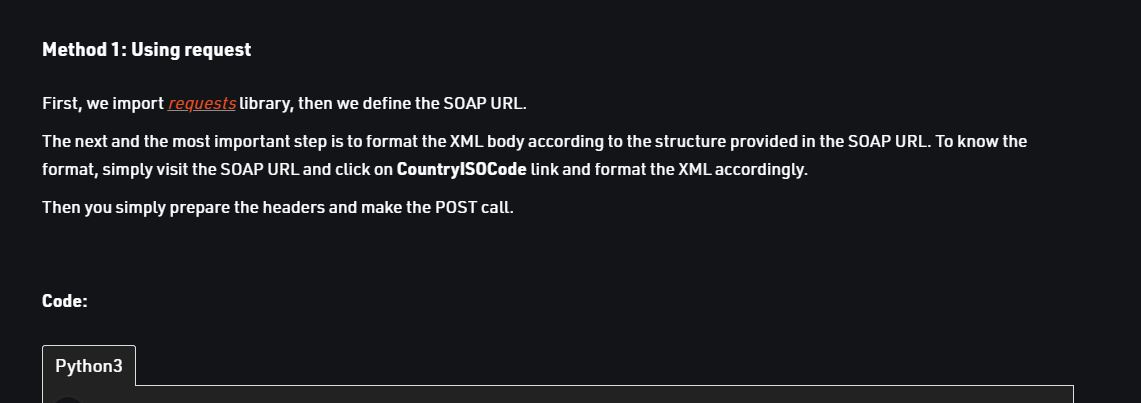 Method 1: Using request
First, we import requests library, then we define the SOAP URL.
The next and the most important step is to format the XML body according to the structure provided in the SOAP URL. To know the
format, simply visit the SOAP URL and click on CountryISOCode link and format the XML accordingly.
Then you simply prepare the headers and make the POST call.
Code:
Python3